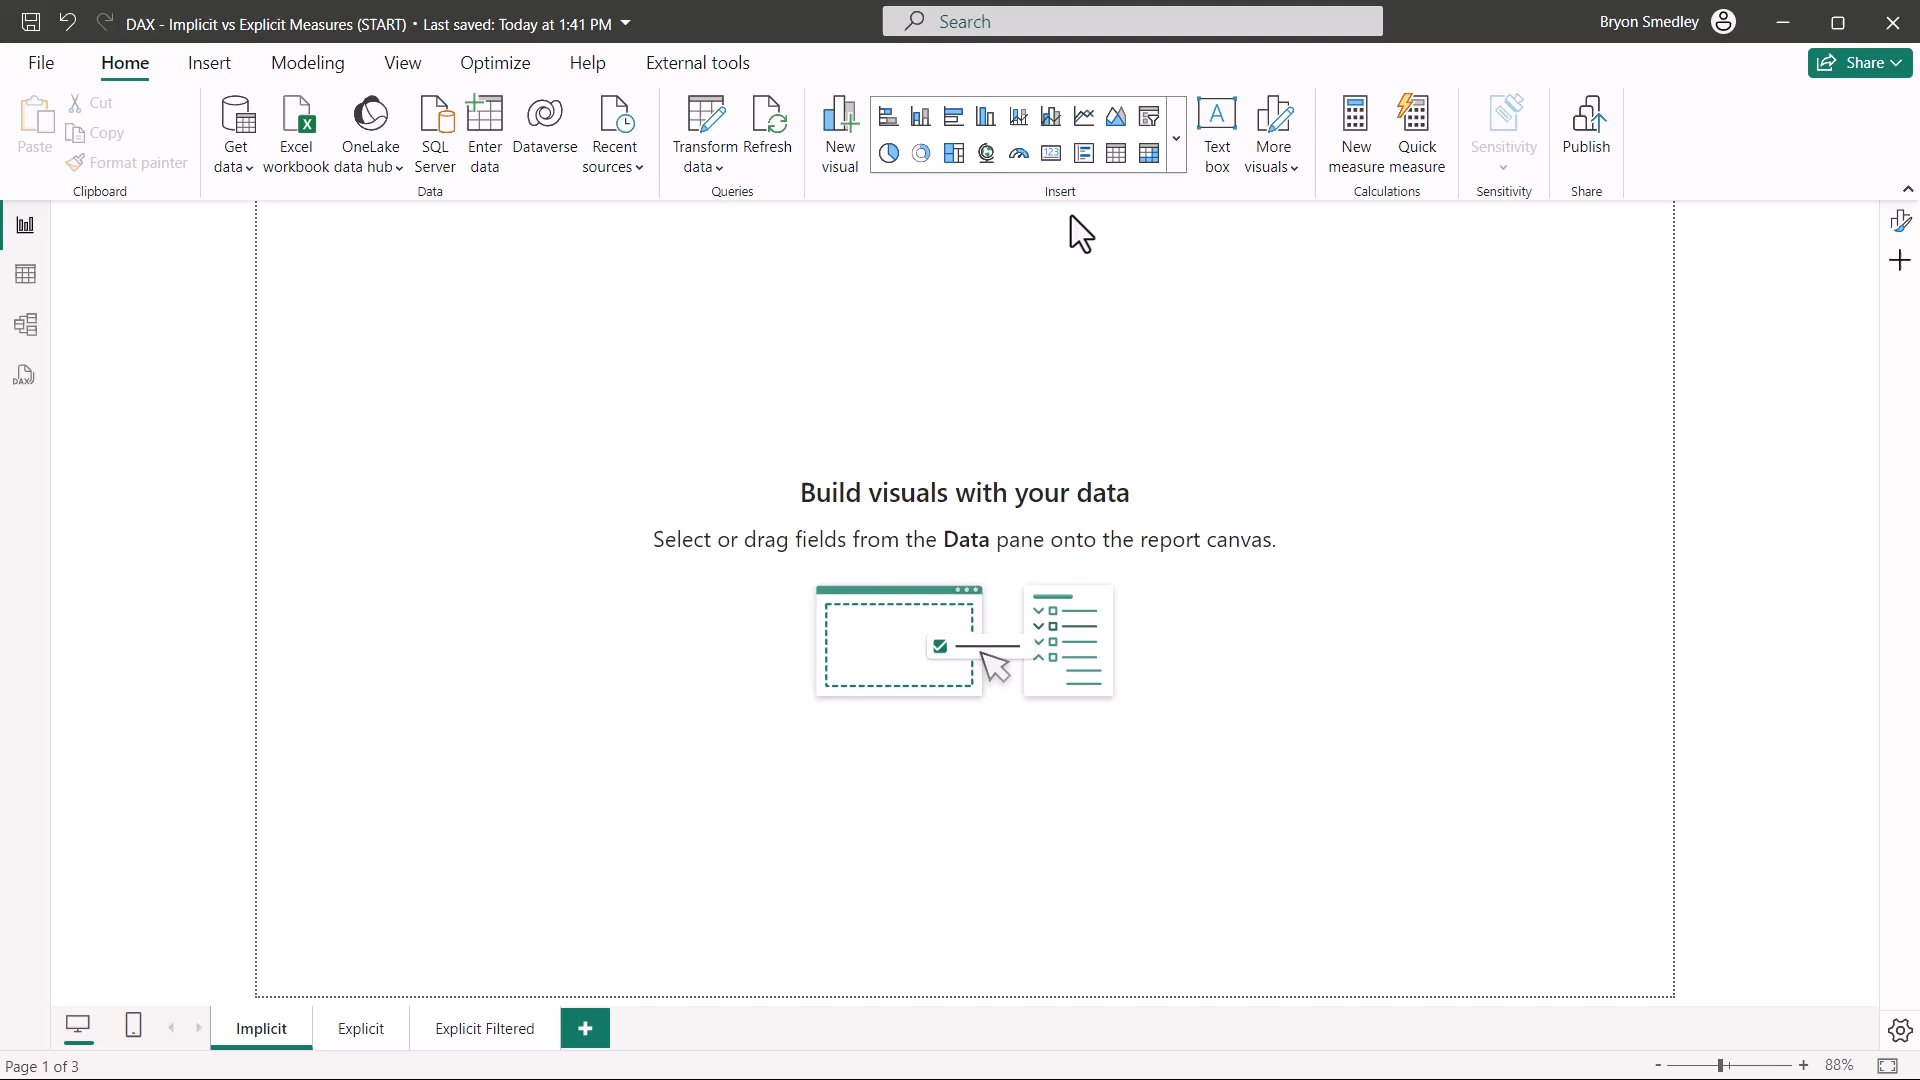 DAX - Implicit vs Explicit Measures (START) • Last saved: Today at 1:41 PM
Search
Bryon Smedley
File Home Insert Modeling View Optimize Help External tools
Share
Paste
Cut
Copy
Format painter
Clipboard
Get data
Excel workbook
OneLake data hub
SQL Server
Enter data
Dataverse
Recent sources
Data
Transform data
Refresh
Queries
New visual
123
Insert
A
Text box
More visuals
New measure
Quick measure
Calculations
Sensitivity
Sensitivity
Publish
Share
DAX
Build visuals with your data
Select or drag fields from the Data pane onto the report canvas.
Implicit
Explicit
Explicit Filtered
+
Page 1 of 3
- + 88%